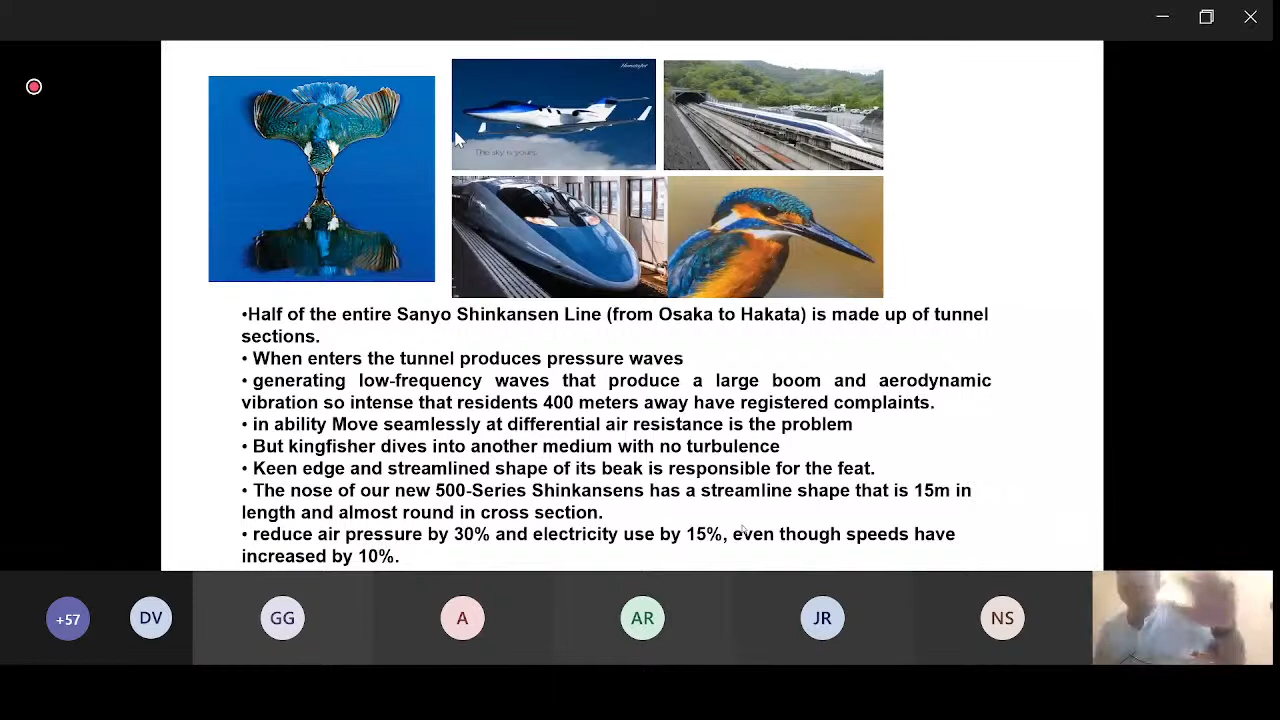 HondaJet
The sky is yours.
•Half of the entire Sanyo Shinkansen Line (from Osaka to Hakata) is made up of tunnel
sections.
• When enters the tunnel produces pressure waves
• generating low-frequency waves that produce a large boom and aerodynamic
vibration so intense that residents 400 meters away have registered complaints.
• in ability Move seamlessly at differential air resistance is the problem
• But kingfisher dives into another medium with no turbulence
• Keen edge and streamlined shape of its beak is responsible for the feat.
• The nose of our new 500-Series Shinkansens has a streamline shape that is 15m in
length and almost round in cross section.
• reduce air pressure by 30% and electricity use by 15%, even though speeds have
increased by 10%.
+57
DV
GG
A
AR
JR
NS